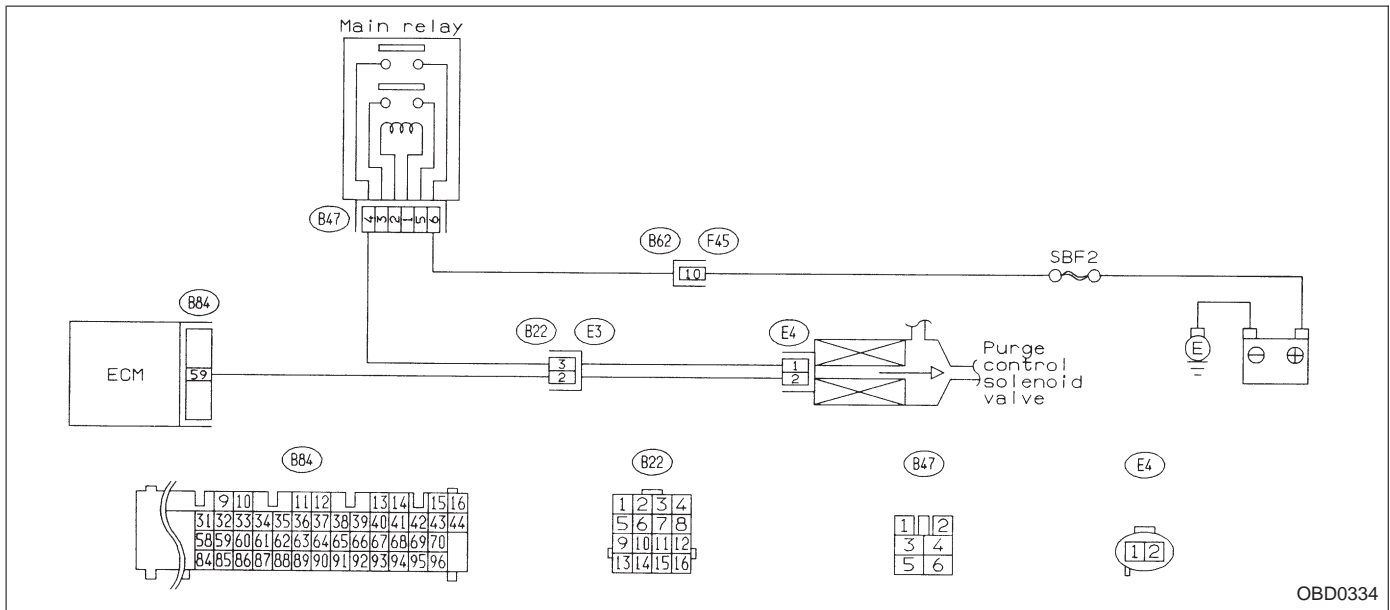 Main relay
B47
4 3 2 1 5 6
B62 F45
10
SBF2
B84
ECM
59
B22 E3
3
2
E4
1
2
Purge
control
solenoid
valve
E
⊖ ⊕
B84
9 10 11 12 13 14 15 16
31 32 33 34 35 36 37 38 39 40 41 42 43 44
58 59 60 61 62 63 64 65 66 67 68 69 70
84 85 86 87 88 89 90 91 92 93 94 95 96
B22
1 2 3 4
5 6 7 8
9 10 11 12
13 14 15 16
B47
1 2
3 4
5 6
E4
1 2
OBD0334